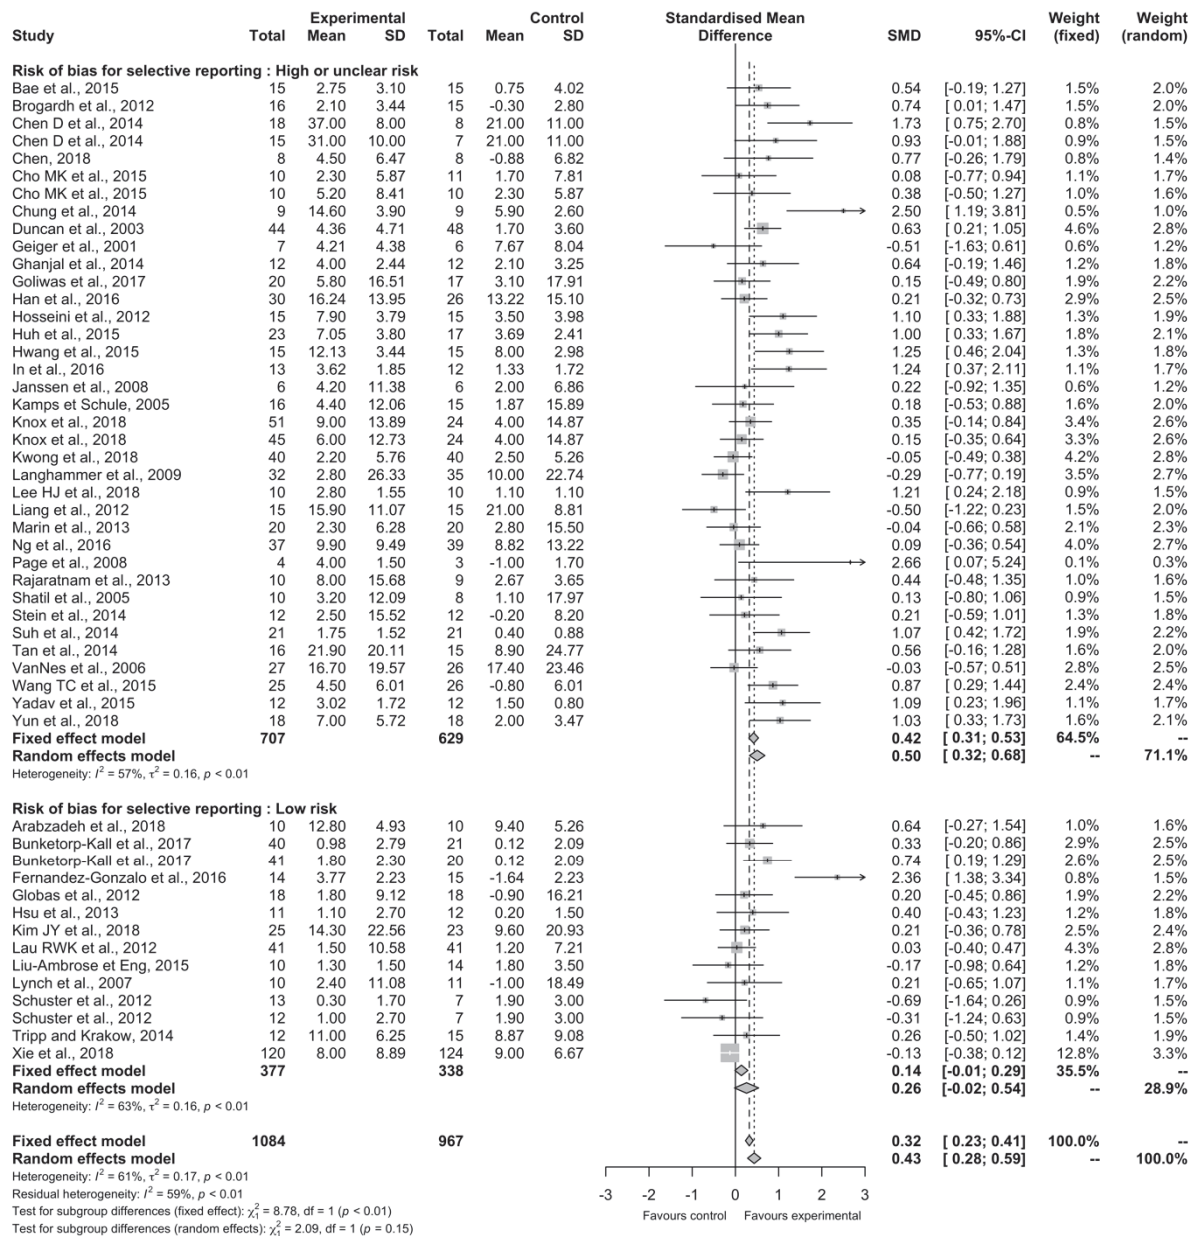 Experimental Control Standardised Mean Weight Weight
Study Total Mean SD Total Mean SD Difference SMD 95%-CI (fixed) (random)
Risk of bias for selective reporting : High or unclear risk
Bae et al., 2015 15 2.75 3.10 15 0.75 4.02 0.54 [-0.19; 1.27] 1.5% 2.0%
Brogardh et al., 2012 16 2.10 3.44 15 -0.30 2.80 0.74 [ 0.01; 1.47] 1.5% 2.0%
Chen D et al., 2014 18 37.00 8.00 8 21.00 11.00 1.73 [ 0.75; 2.70] 0.8% 1.5%
Chen D et al., 2014 15 31.00 10.00 7 21.00 11.00 0.93 [-0.01; 1.88] 0.9% 1.5%
Chen, 2018 8 4.50 6.47 8 -0.88 6.82 0.77 [-0.26; 1.79] 0.8% 1.4%
Cho MK et al., 2015 10 2.30 5.87 11 1.70 7.81 0.08 [-0.77; 0.94] 1.1% 1.7%
Cho MK et al., 2015 10 5.20 8.41 10 2.30 5.87 0.38 [-0.50; 1.27] 1.0% 1.6%
Chung et al., 2014 9 14.60 3.90 9 5.90 2.60 2.50 [ 1.19; 3.81] 0.5% 1.0%
Duncan et al., 2003 44 4.36 4.71 48 1.70 3.60 0.63 [ 0.21; 1.05] 4.6% 2.8%
Geiger et al., 2001 7 4.21 4.38 6 7.67 8.04 -0.51 [-1.63; 0.61] 0.6% 1.2%
Ghanjal et al., 2014 12 4.00 2.44 12 2.10 3.25 0.64 [-0.19; 1.46] 1.2% 1.8%
Goliwas et al., 2017 20 5.80 16.51 17 3.10 17.91 0.15 [-0.49; 0.80] 1.9% 2.2%
Han et al., 2016 30 16.24 13.95 26 13.22 15.10 0.21 [-0.32; 0.73] 2.9% 2.5%
Hosseini et al., 2012 15 7.90 3.79 15 3.50 3.98 1.10 [ 0.33; 1.88] 1.3% 1.9%
Huh et al., 2015 23 7.05 3.80 17 3.69 2.41 1.00 [ 0.33; 1.67] 1.8% 2.1%
Hwang et al., 2015 15 12.13 3.44 15 8.00 2.98 1.25 [ 0.46; 2.04] 1.3% 1.8%
In et al., 2016 13 3.62 1.85 12 1.33 1.72 1.24 [ 0.37; 2.11] 1.1% 1.7%
Janssen et al., 2008 6 4.20 11.38 6 2.00 6.86 0.22 [-0.92; 1.35] 0.6% 1.2%
Kamps et Schule, 2005 16 4.40 12.06 15 1.87 15.89 0.18 [-0.53; 0.88] 1.6% 2.0%
Knox et al., 2018 51 9.00 13.89 24 4.00 14.87 0.35 [-0.14; 0.84] 3.4% 2.6%
Knox et al., 2018 45 6.00 12.73 24 4.00 14.87 0.15 [-0.35; 0.64] 3.3% 2.6%
Kwong et al., 2018 40 2.20 5.76 40 2.50 5.26 -0.05 [-0.49; 0.38] 4.2% 2.8%
Langhammer et al., 2009 32 2.80 26.33 35 10.00 22.74 -0.29 [-0.77; 0.19] 3.5% 2.7%
Lee HJ et al., 2018 10 2.80 1.55 10 1.10 1.10 1.21 [ 0.24; 2.18] 0.9% 1.5%
Liang et al., 2012 15 15.90 11.07 15 21.00 8.81 -0.50 [-1.22; 0.23] 1.5% 2.0%
Marin et al., 2013 20 2.30 6.28 20 2.80 15.50 -0.04 [-0.66; 0.58] 2.1% 2.3%
Ng et al., 2016 37 9.90 9.49 39 8.82 13.22 0.09 [-0.36; 0.54] 4.0% 2.7%
Page et al., 2008 4 4.00 1.50 3 -1.00 1.70 2.66 [ 0.07; 5.24] 0.1% 0.3%
Rajaratnam et al., 2013 10 8.00 15.68 9 2.67 3.65 0.44 [-0.48; 1.35] 1.0% 1.6%
Shatil et al., 2005 10 3.20 12.09 8 1.10 17.97 0.13 [-0.80; 1.06] 0.9% 1.5%
Stein et al., 2014 12 2.50 15.52 12 -0.20 8.20 0.21 [-0.59; 1.01] 1.3% 1.8%
Suh et al., 2014 21 1.75 1.52 21 0.40 0.88 1.07 [ 0.42; 1.72] 1.9% 2.2%
Tan et al., 2014 16 21.90 20.11 15 8.90 24.77 0.56 [-0.16; 1.28] 1.6% 2.0%
VanNes et al., 2006 27 16.70 19.57 26 17.40 23.46 -0.03 [-0.57; 0.51] 2.8% 2.5%
Wang TC et al., 2015 25 4.50 6.01 26 -0.80 6.01 0.87 [ 0.29; 1.44] 2.4% 2.4%
Yadav et al., 2015 12 3.02 1.72 12 1.50 0.80 1.09 [ 0.23; 1.96] 1.1% 1.7%
Yun et al., 2018 18 7.00 5.72 18 2.00 3.47 1.03 [ 0.33; 1.73] 1.6% 2.1%
Fixed effect model 707 629 0.42 [ 0.31; 0.53] 64.5% --
Random effects model 0.50 [ 0.32; 0.68] -- 71.1%
Heterogeneity: I² = 57%, τ² = 0.16, p < 0.01
Risk of bias for selective reporting : Low risk
Arabzadeh et al., 2018 10 12.80 4.93 10 9.40 5.26 0.64 [-0.27; 1.54] 1.0% 1.6%
Bunketorp-Kall et al., 2017 40 0.98 2.79 21 0.12 2.09 0.33 [-0.20; 0.86] 2.9% 2.5%
Bunketorp-Kall et al., 2017 41 1.80 2.30 20 0.12 2.09 0.74 [ 0.19; 1.29] 2.6% 2.5%
Fernandez-Gonzalo et al., 2016 14 3.77 2.23 15 -1.64 2.23 2.36 [ 1.38; 3.34] 0.8% 1.5%
Globas et al., 2012 18 1.80 9.12 18 -0.90 16.21 0.20 [-0.45; 0.86] 1.9% 2.2%
Hsu et al., 2013 11 1.10 2.70 12 0.20 1.50 0.40 [-0.43; 1.23] 1.2% 1.8%
Kim JY et al., 2018 25 14.30 22.56 23 9.60 20.93 0.21 [-0.36; 0.78] 2.5% 2.4%
Lau RWK et al., 2012 41 1.50 10.58 41 1.20 7.21 0.03 [-0.40; 0.47] 4.3% 2.8%
Liu-Ambrose et Eng, 2015 10 1.30 1.50 14 1.80 3.50 -0.17 [-0.98; 0.64] 1.2% 1.8%
Lynch et al., 2007 10 2.40 11.08 11 -1.00 18.49 0.21 [-0.65; 1.07] 1.1% 1.7%
Schuster et al., 2012 13 0.30 1.70 7 1.90 3.00 -0.69 [-1.64; 0.26] 0.9% 1.5%
Schuster et al., 2012 12 1.00 2.70 7 1.90 3.00 -0.31 [-1.24; 0.63] 0.9% 1.5%
Tripp and Krakow, 2014 12 11.00 6.25 15 8.87 9.08 0.26 [-0.50; 1.02] 1.4% 1.9%
Xie et al., 2018 120 8.00 8.89 124 9.00 6.67 -0.13 [-0.38; 0.12] 12.8% 3.3%
Fixed effect model 377 338 0.14 [-0.01; 0.29] 35.5% --
Random effects model 0.26 [-0.02; 0.54] -- 28.9%
Heterogeneity: I² = 63%, τ² = 0.16, p < 0.01
Fixed effect model 1084 967 0.32 [ 0.23; 0.41] 100.0% --
Random effects model 0.43 [ 0.28; 0.59] -- 100.0%
Heterogeneity: I² = 61%, τ² = 0.17, p < 0.01
Residual heterogeneity: I² = 59%, p < 0.01
-3 -2 -1 0 1 2 3
Test for subgroup differences (fixed effect): χ²₁ = 8.78, df = 1 (p < 0.01)
Favours control Favours experimental
Test for subgroup differences (random effects): χ²₁ = 2.09, df = 1 (p = 0.15)